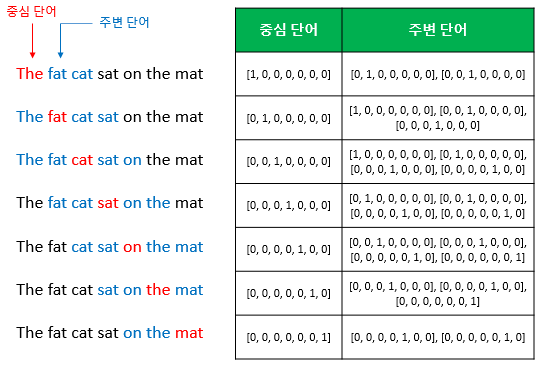 중심 단어
주변 단어
The fat cat sat on the mat
The fat cat sat on the mat
The fat cat sat on the mat
The fat cat sat on the mat
The fat cat sat on the mat
The fat cat sat on the mat
The fat cat sat on the mat
중심 단어 주변 단어
[1, 0, 0, 0, 0, 0, 0] [0, 1, 0, 0, 0, 0, 0], [0, 0, 1, 0, 0, 0, 0]
[0, 1, 0, 0, 0, 0, 0] [1, 0, 0, 0, 0, 0, 0], [0, 0, 1, 0, 0, 0, 0],
[0, 0, 0, 1, 0, 0, 0]
[0, 0, 1, 0, 0, 0, 0] [1, 0, 0, 0, 0, 0, 0], [0, 1, 0, 0, 0, 0, 0],
[0, 0, 0, 1, 0, 0, 0], [0, 0, 0, 0, 1, 0, 0]
[0, 0, 0, 1, 0, 0, 0] [0, 1, 0, 0, 0, 0, 0], [0, 0, 1, 0, 0, 0, 0],
[0, 0, 0, 0, 1, 0, 0], [0, 0, 0, 0, 0, 1, 0]
[0, 0, 0, 0, 1, 0, 0] [0, 0, 1, 0, 0, 0, 0], [0, 0, 0, 1, 0, 0, 0],
[0, 0, 0, 0, 0, 1, 0], [0, 0, 0, 0, 0, 0, 1]
[0, 0, 0, 0, 0, 1, 0] [0, 0, 0, 1, 0, 0, 0], [0, 0, 0, 0, 1, 0, 0],
[0, 0, 0, 0, 0, 0, 1]
[0, 0, 0, 0, 0, 0, 1] [0, 0, 0, 0, 1, 0, 0], [0, 0, 0, 0, 0, 1, 0]